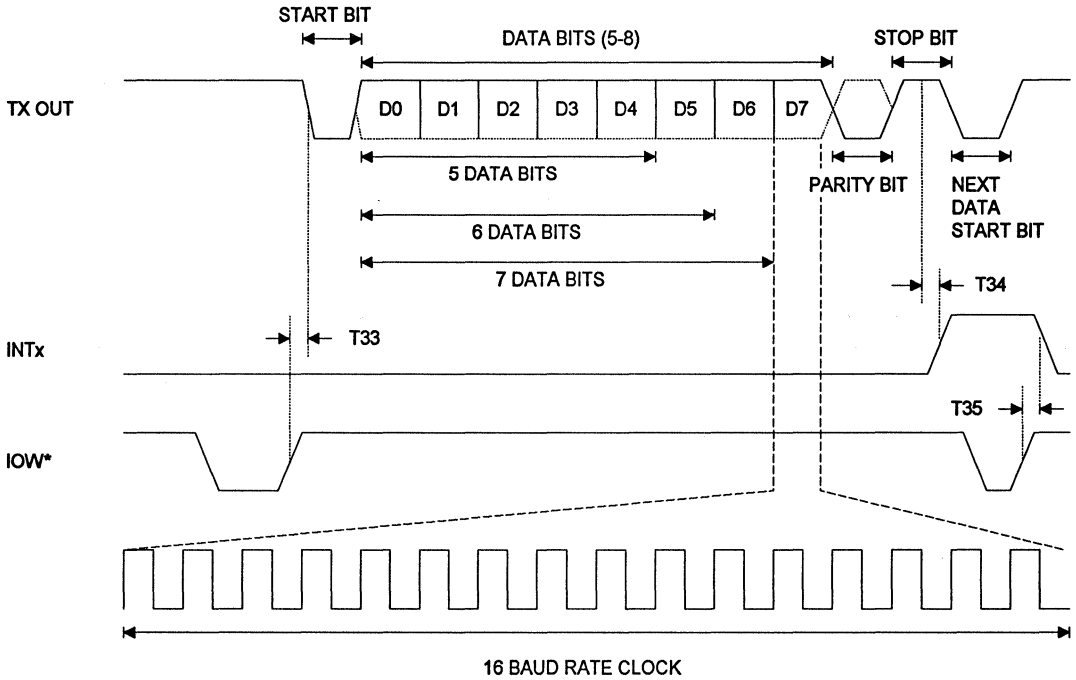 START BIT
DATA BITS (5-8)
STOP BIT
TX OUT
D0 D1 D2 D3 D4 D5 D6 D7
5 DATA BITS
PARITY BIT
NEXT
DATA
START BIT
6 DATA BITS
7 DATA BITS
T34
T33
INTx
T35
IOW*
16 BAUD RATE CLOCK